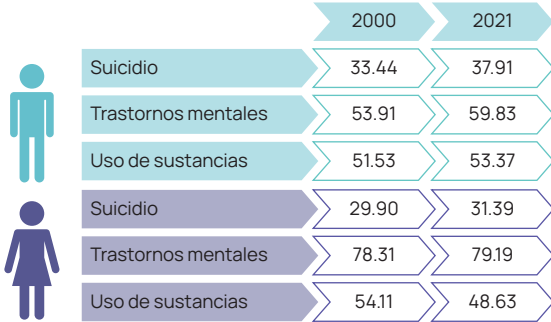 2000 2021
Suicidio 33.44 37.91
Trastornos mentales 53.91 59.83
Uso de sustancias 51.53 53.37
Suicidio 29.90 31.39
Trastornos mentales 78.31 79.19
Uso de sustancias 54.11 48.63